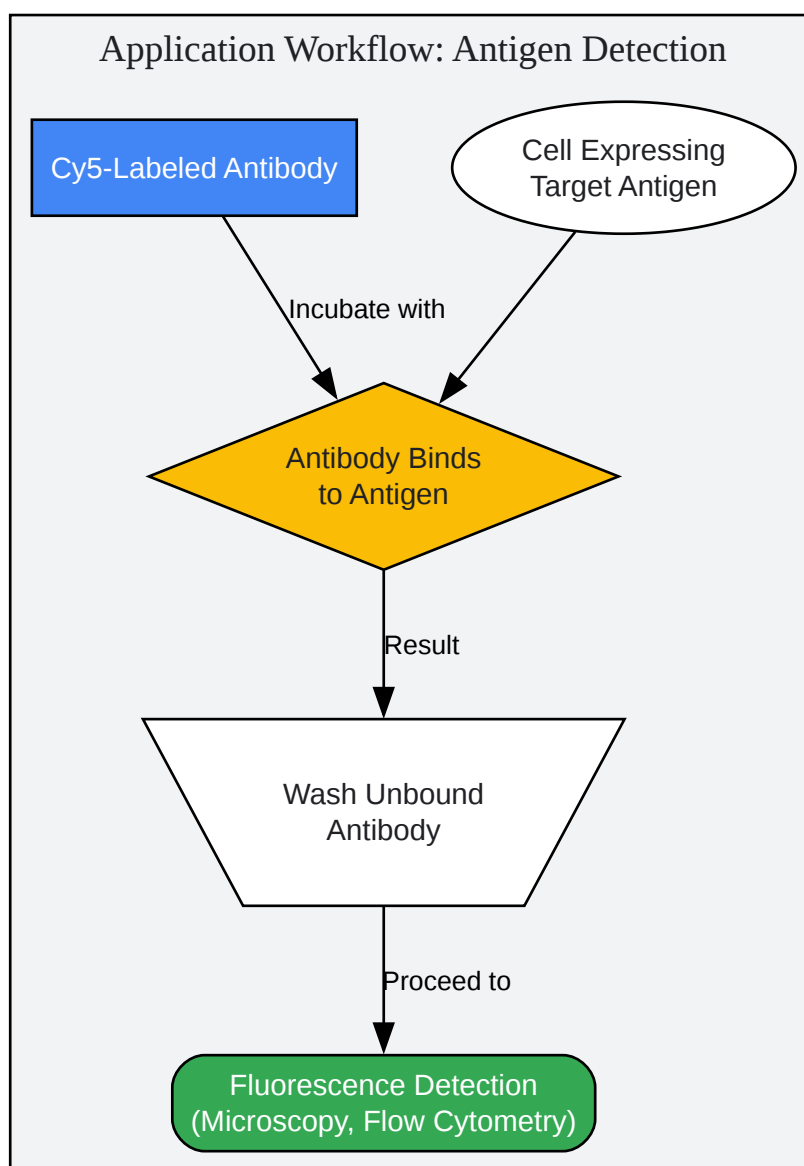 Application Workflow: Antigen Detection
Cy5-Labeled Antibody
Cell Expressing
Target Antigen
Incubate with
Antibody Binds
to Antigen
Result
Wash Unbound
Antibody
Proceed to
Fluorescence Detection
(Microscopy, Flow Cytometry)